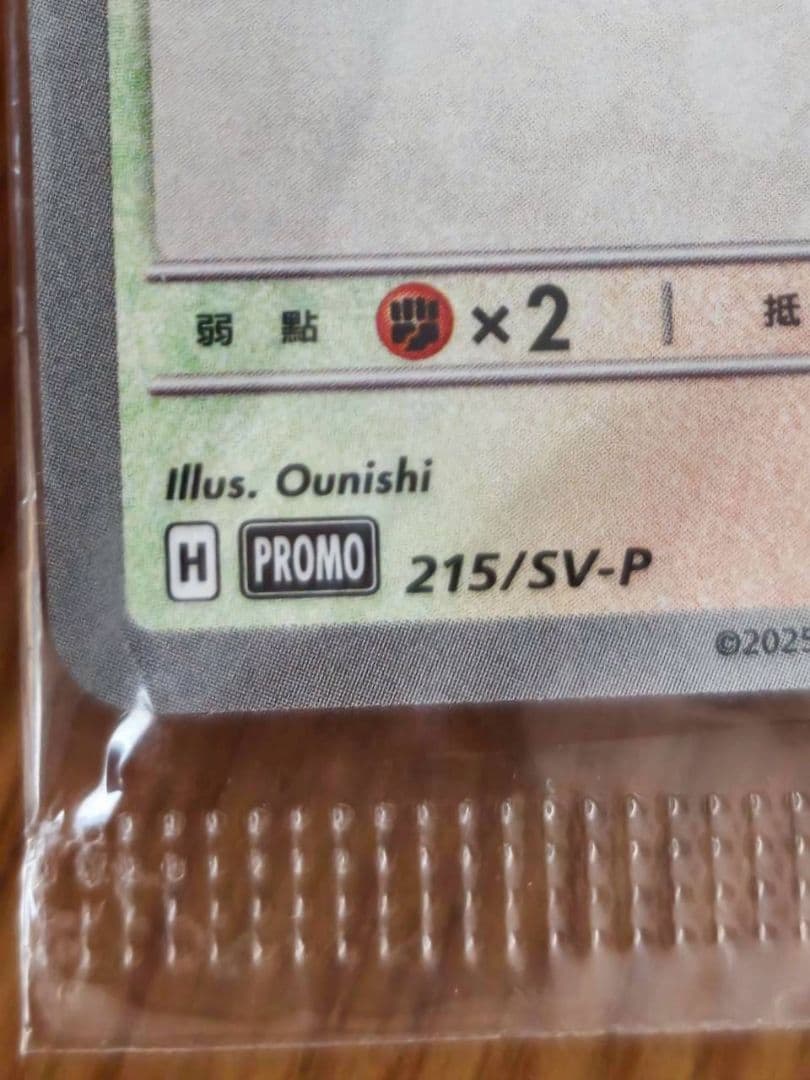 弱 點 ×2 抵
Illus. Ounishi
H PROMO 215/SV-P
©2025